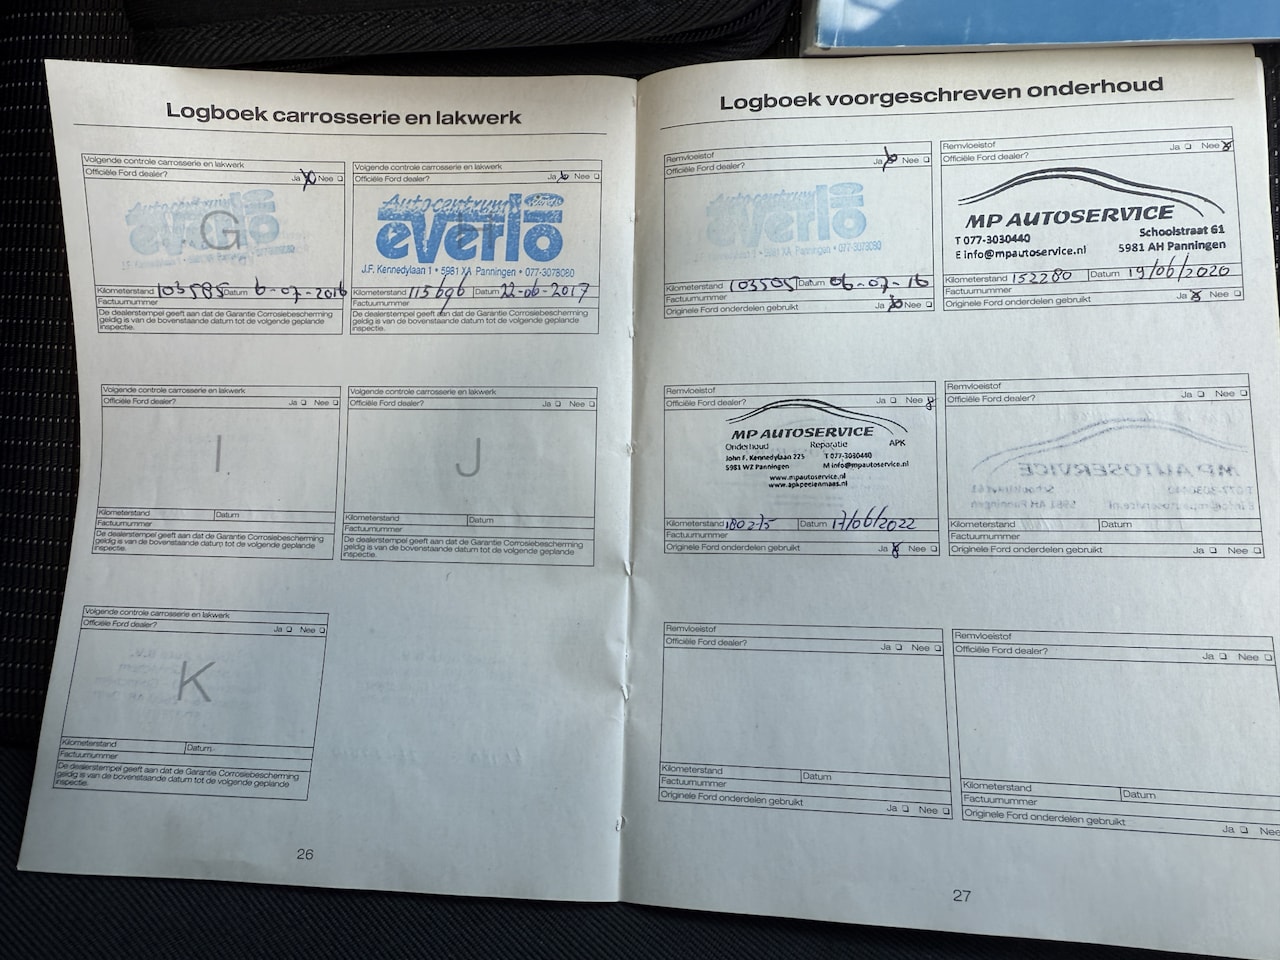 Logboek carrosserie en lakwerk
Volgende controle carrosserie en lakwerk
Officiële Ford dealer?
Ja Nee
G
Kilometerstand 103585 Datum 6-07-2016
Factuurnummer
De dealerstempel geeft aan dat de Garantie Corrosiebescherming
geldig is van de bovenstaande datum tot de volgende geplande
inspectie.
Volgende controle carrosserie en lakwerk
Officiële Ford dealer?
Ja Nee
Autocentrum
everlo
J.F. Kennedylaan 1 • 5981 XA Panningen • 077-3078080
Kilometerstand 115696 Datum 22-06-2017
Factuurnummer
De dealerstempel geeft aan dat de Garantie Corrosiebescherming
geldig is van de bovenstaande datum tot de volgende geplande
inspectie.
Volgende controle carrosserie en lakwerk
Officiële Ford dealer?
Ja Nee
I
Kilometerstand Datum
Factuurnummer
De dealerstempel geeft aan dat de Garantie Corrosiebescherming
geldig is van de bovenstaande datum tot de volgende geplande
inspectie.
Volgende controle carrosserie en lakwerk
Officiële Ford dealer?
Ja Nee
J
Kilometerstand Datum
Factuurnummer
De dealerstempel geeft aan dat de Garantie Corrosiebescherming
geldig is van de bovenstaande datum tot de volgende geplande
inspectie.
Volgende controle carrosserie en lakwerk
Officiële Ford dealer?
Ja Nee
K
Kilometerstand Datum
Factuurnummer
De dealerstempel geeft aan dat de Garantie Corrosiebescherming
geldig is van de bovenstaande datum tot de volgende geplande
inspectie.
26
Logboek voorgeschreven onderhoud
Remvloeistof
Officiële Ford dealer?
Ja Nee
Autocentrum
everlo
Kilometerstand 103585 Datum 06-07-16
Factuurnummer
Originele Ford onderdelen gebruikt Ja Nee
Remvloeistof
Officiële Ford dealer?
Ja Nee
MP AUTOSERVICE
T 077-3030440 Schoolstraat 61
E info@mpautoservice.nl 5981 AH Panningen
Kilometerstand 152280 Datum 19/06/2020
Factuurnummer
Originele Ford onderdelen gebruikt Ja Nee
Remvloeistof
Officiële Ford dealer? Ja Nee
MP AUTOSERVICE
Onderhoud Reparatie APK
John F. Kennedylaan 225 T 077-3030440
5981 WZ Panningen M info@mpautoservice.nl
www.mpautoservice.nl
www.apkpeelenmaas.nl
Kilometerstand 180275 Datum 17/06/2022
Factuurnummer
Originele Ford onderdelen gebruikt Ja Nee
Remvloeistof
Officiële Ford dealer? Ja Nee
Kilometerstand Datum
Factuurnummer
Originele Ford onderdelen gebruikt Ja Nee
Remvloeistof
Officiële Ford dealer? Ja Nee
Kilometerstand Datum
Factuurnummer
Originele Ford onderdelen gebruikt Ja Nee
Remvloeistof
Officiële Ford dealer? Ja Nee
Kilometerstand Datum
Factuurnummer
Originele Ford onderdelen gebruikt Ja Nee
27